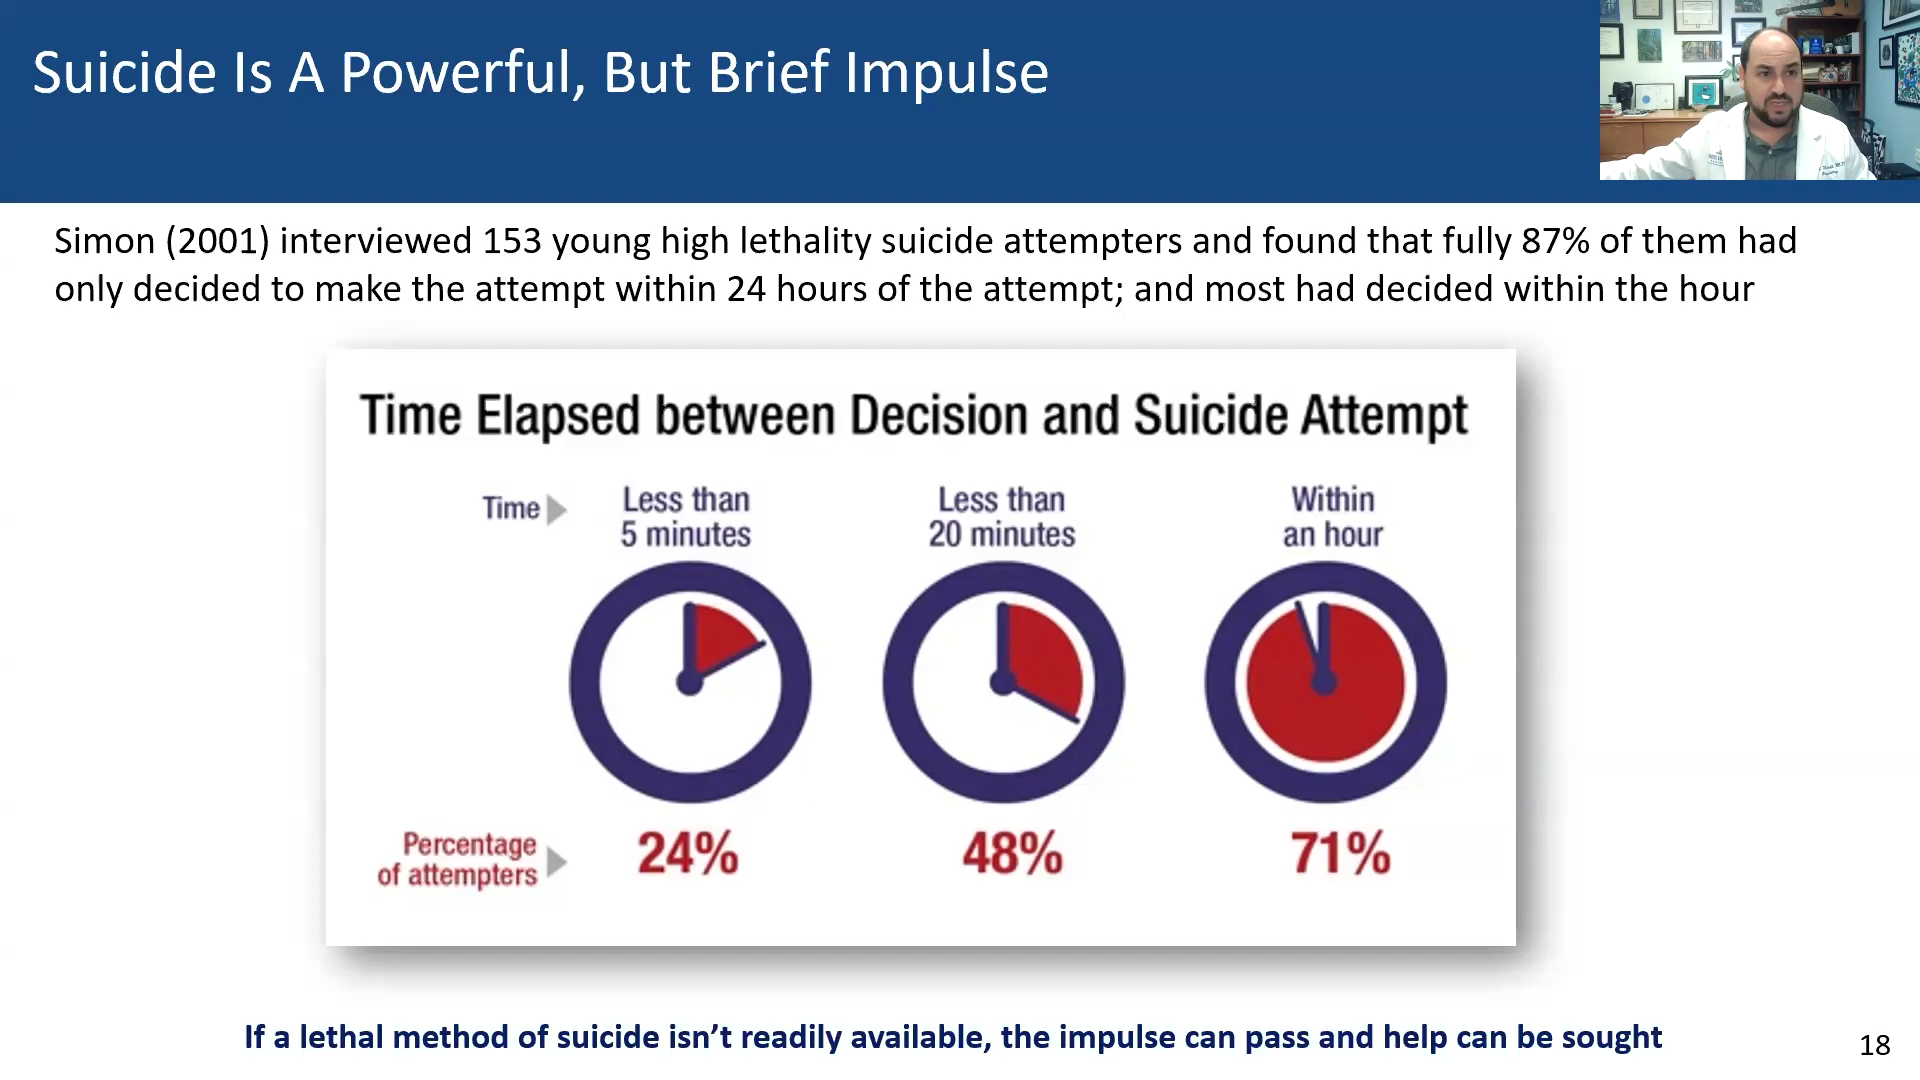 Suicide Is A Powerful, But Brief Impulse
Simon (2001) interviewed 153 young high lethality suicide attempters and found that fully 87% of them had
only decided to make the attempt within 24 hours of the attempt; and most had decided within the hour
Time Elapsed between Decision and Suicide Attempt
Time
Less than
5 minutes
Less than
20 minutes
Within
an hour
Percentage
of attempters
24%
48%
71%
If a lethal method of suicide isn’t readily available, the impulse can pass and help can be sought
18